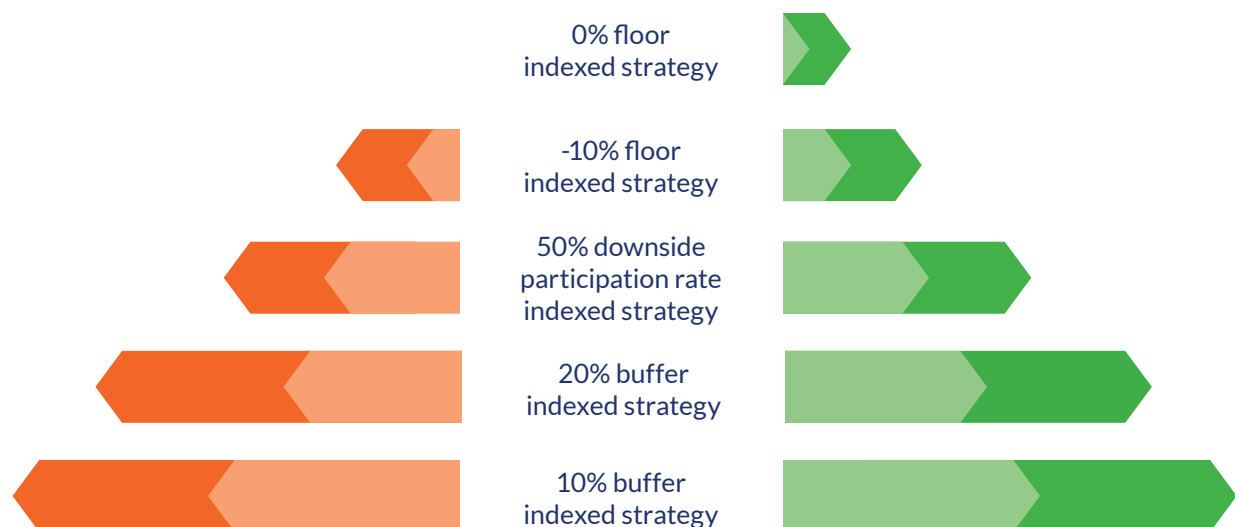 0% floor
indexed strategy
-10% floor
indexed strategy
50% downside
participation rate
indexed strategy
20% buffer
indexed strategy
10% buffer
indexed strategy